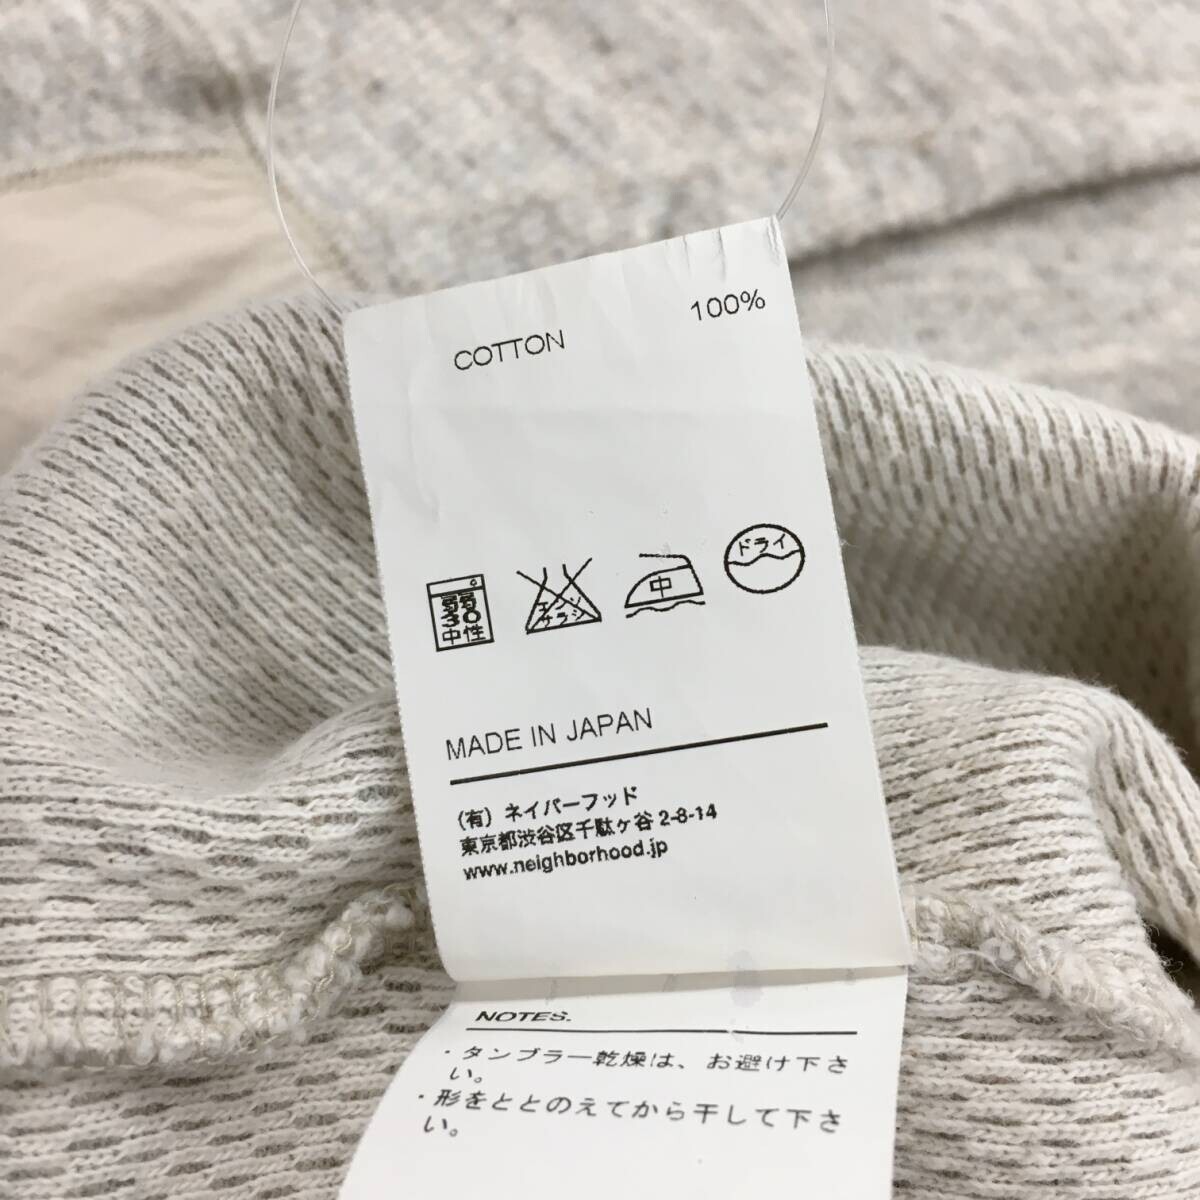 100%
COTTON
ドライ
中
弱
30
中性
エンソ
サラシ
MADE IN JAPAN
(有) ネイバーフッド
東京都渋谷区千駄ヶ谷 2-8-14
www.neighborhood.jp
NOTES.
・タンブラー乾燥は、お避け下さ
い。
・形をととのえてから干して下さ
い。